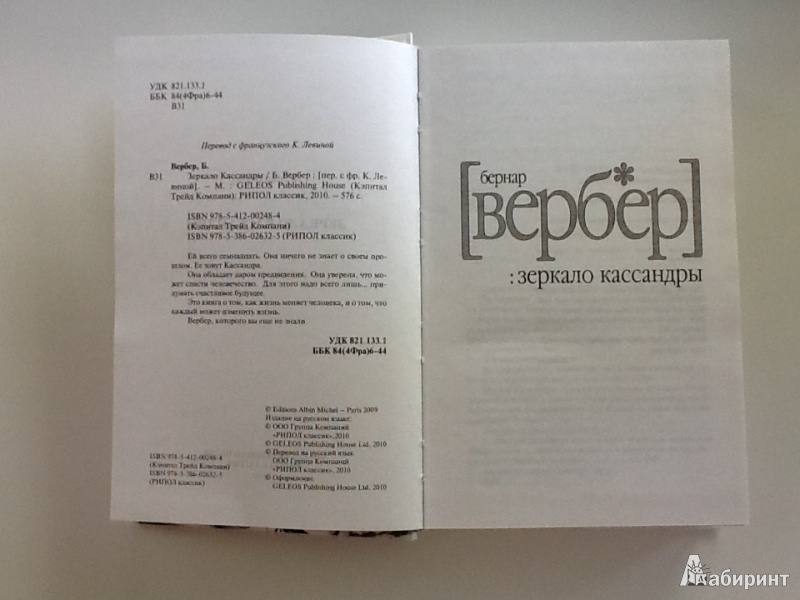 УДК 821.133.1
ББК 84(4Фра)6-44
В31
Перевод с французского К. Левиной
Вербер, Б.
В31 Зеркало Кассандры / Б. Вербер ; [пер. с фр. К. Ле-
виной]. – М. : GELEOS Publishing House (Кэпитал
Трейд Компани): РИПОЛ классик, 2010. – 576 с.
ISBN 978-5-412-00248-4
(Кэпитал Трейд Компани)
ISBN 978-5-386-02632-5 (РИПОЛ классик)
Ей всего семнадцать. Она ничего не знает о своем про-
шлом. Ее зовут Кассандра.
Она обладает даром предвидения. Она уверена, что мо-
жет спасти человечество. Для этого надо всего лишь... при-
думать счастливое будущее.
Это книга о том, как жизнь меняет человека, и о том, что
каждый может изменить жизнь.
Вербер, которого вы еще не знали.
УДК 821.133.1
ББК 84(4Фра)6-44
© Editions Albin Michel – Paris 2009
Издание на русском языке:
© ООО Группа Компаний
«РИПОЛ классик», 2010
© GELEOS Publishing House Ltd, 2010
© Перевод на русский язык.
ООО Группа Компаний
«РИПОЛ классик», 2010
© Оформление.
GELEOS Publishing House Ltd, 2010
ISBN 978-5-412-00248-4
(Кэпитал Трейд Компани)
ISBN 978-5-386-02632-5
(РИПОЛ классик)
[бернар
вербер]
: зеркало кассандры
Лабиринт